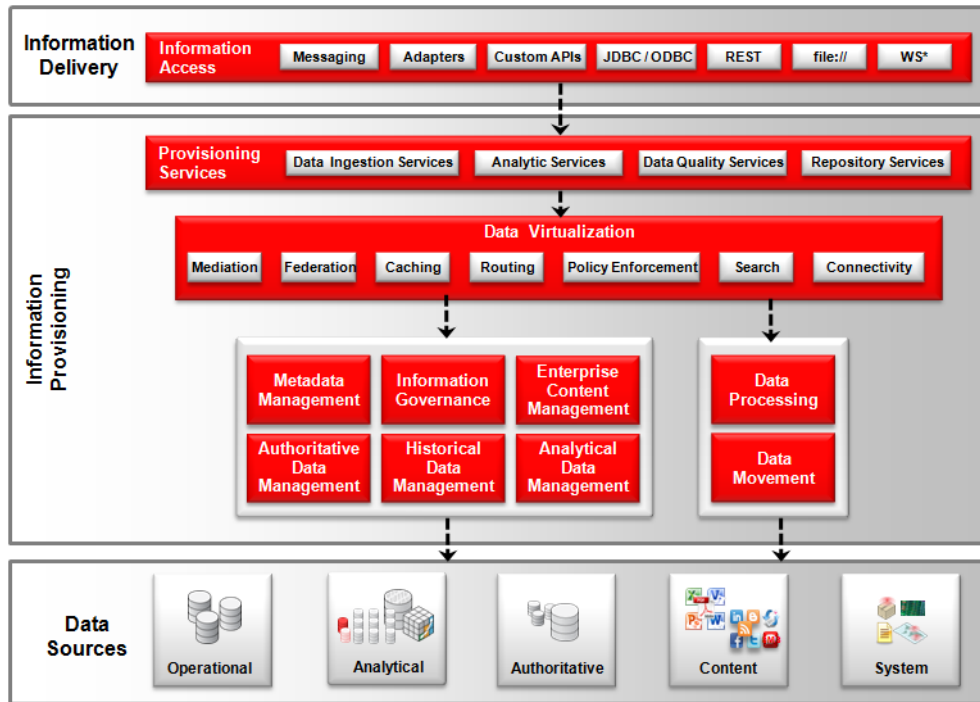 Information
Delivery
Information
Access
Messaging
Adapters
Custom APIs
JDBC / ODBC
REST
file://
WS*
Information
Provisioning
Provisioning
Services
Data Ingestion Services
Analytic Services
Data Quality Services
Repository Services
Data Virtualization
Mediation
Federation
Caching
Routing
Policy Enforcement
Search
Connectivity
Metadata
Management
Information
Governance
Enterprise
Content
Management
Data
Processing
Authoritative
Data
Management
Historical
Data
Management
Analytical
Data
Management
Data
Movement
Data
Sources
Operational
Analytical
Authoritative
Content
System